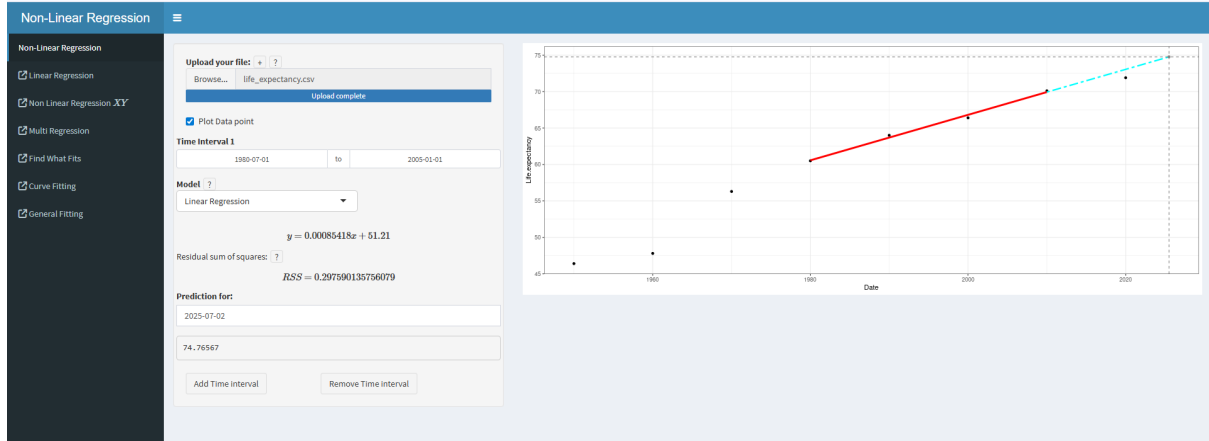 Non-Linear Regression
Non-Linear Regression
Linear Regression
Non Linear Regression XY
Multi Regression
Find What Fits
Curve Fitting
General Fitting
Upload your file: + ?
Browse... life_expectancy.csv
Upload complete
Plot Data point
Time Interval 1
1980-07-01 to 2005-01-01
Model ?
Linear Regression
y = 0.00085418x + 51.21
Residual sum of squares: ?
RSS = 0.297590135756079
Prediction for:
2025-07-02
74.76567
Add Time interval Remove Time interval
75
70
65
60
55
50
45
Life.expectancy
1960 1980 2000 2020
Date